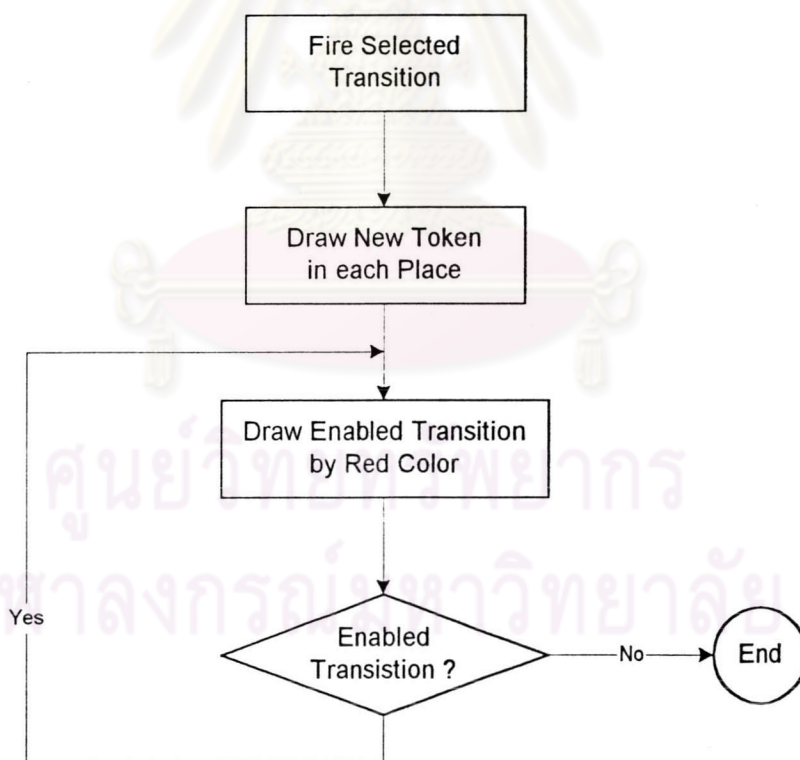 Fire Selected
Transition
Draw New Token
in each Place
Draw Enabled Transition
by Red Color
ศูนย์วิทยทรัพยากร
จุฬาลงกรณ์มหาวิทยาลัย
Yes
Enabled
Transistion ?
No
End